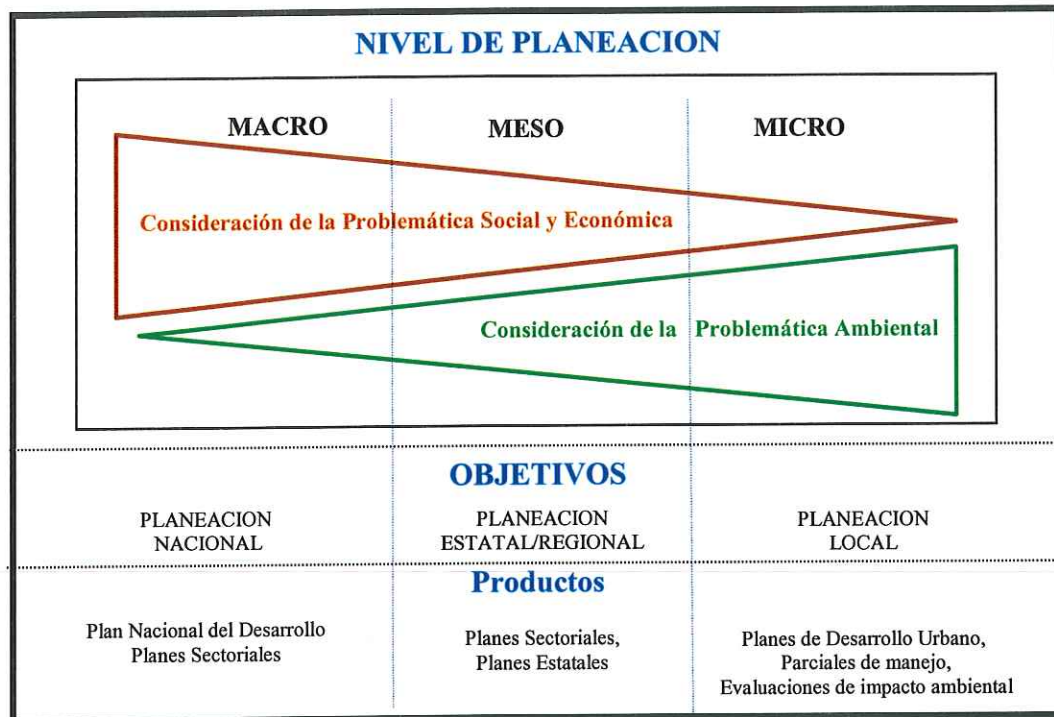 NIVEL DE PLANEACION
MACRO
MESO
MICRO
Consideración de la Problemática Social y Económica
Consideración de la Problemática Ambiental
OBJETIVOS
PLANEACION
NACIONAL
PLANEACION
ESTATAL/REGIONAL
PLANEACION
LOCAL
Productos
Plan Nacional del Desarrollo
Planes Sectoriales
Planes Sectoriales,
Planes Estatales
Planes de Desarrollo Urbano,
Parciales de manejo,
Evaluaciones de impacto ambiental